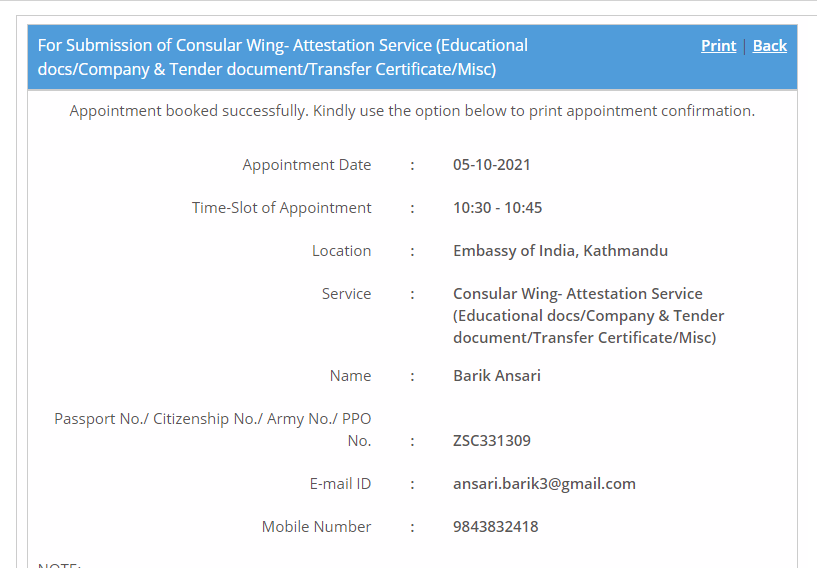 For Submission of Consular Wing- Attestation Service (Educational
docs/Company & Tender document/Transfer Certificate/Misc)
Print | Back
Appointment booked successfully. Kindly use the option below to print appointment confirmation.
Appointment Date : 05-10-2021
Time-Slot of Appointment : 10:30 - 10:45
Location : Embassy of India, Kathmandu
Service : Consular Wing- Attestation Service
(Educational docs/Company & Tender
document/Transfer Certificate/Misc)
Name : Barik Ansari
Passport No./ Citizenship No./ Army No./ PPO
No. : ZSC331309
E-mail ID : ansari.barik3@gmail.com
Mobile Number : 9843832418
NOTE: